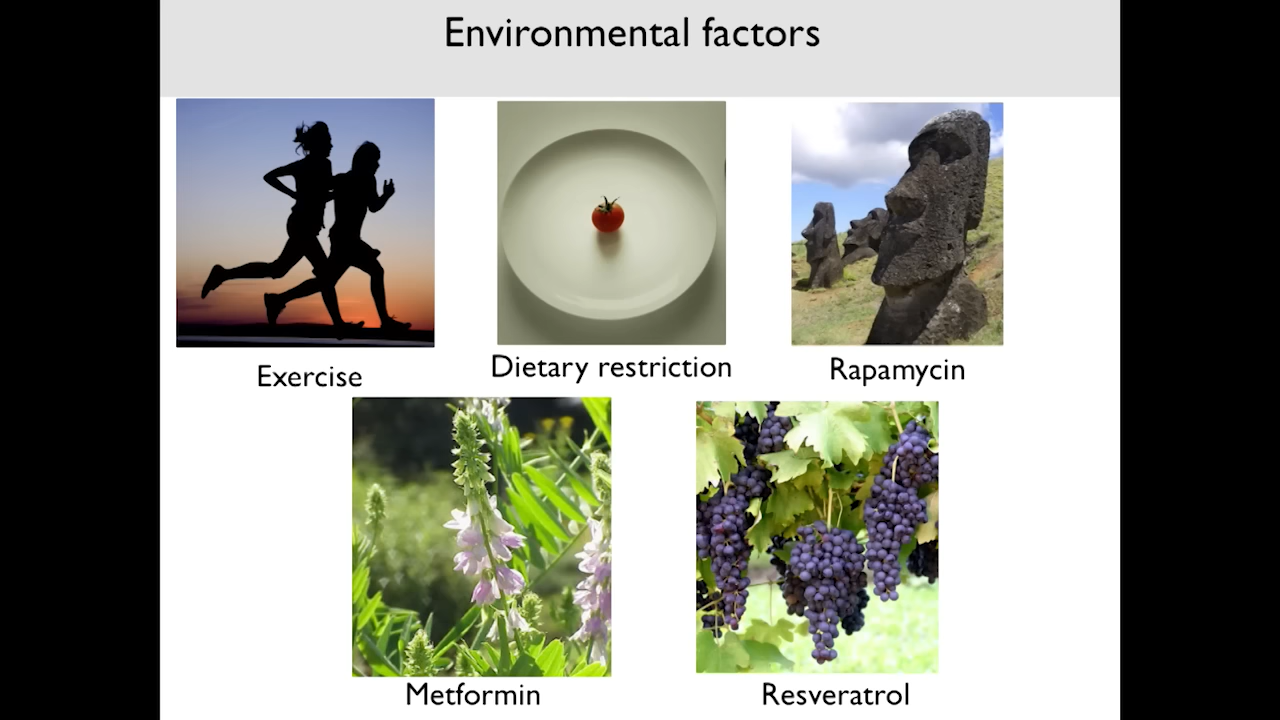 Environmental factors
Exercise
Dietary restriction
Rapamycin
Metformin
Resveratrol